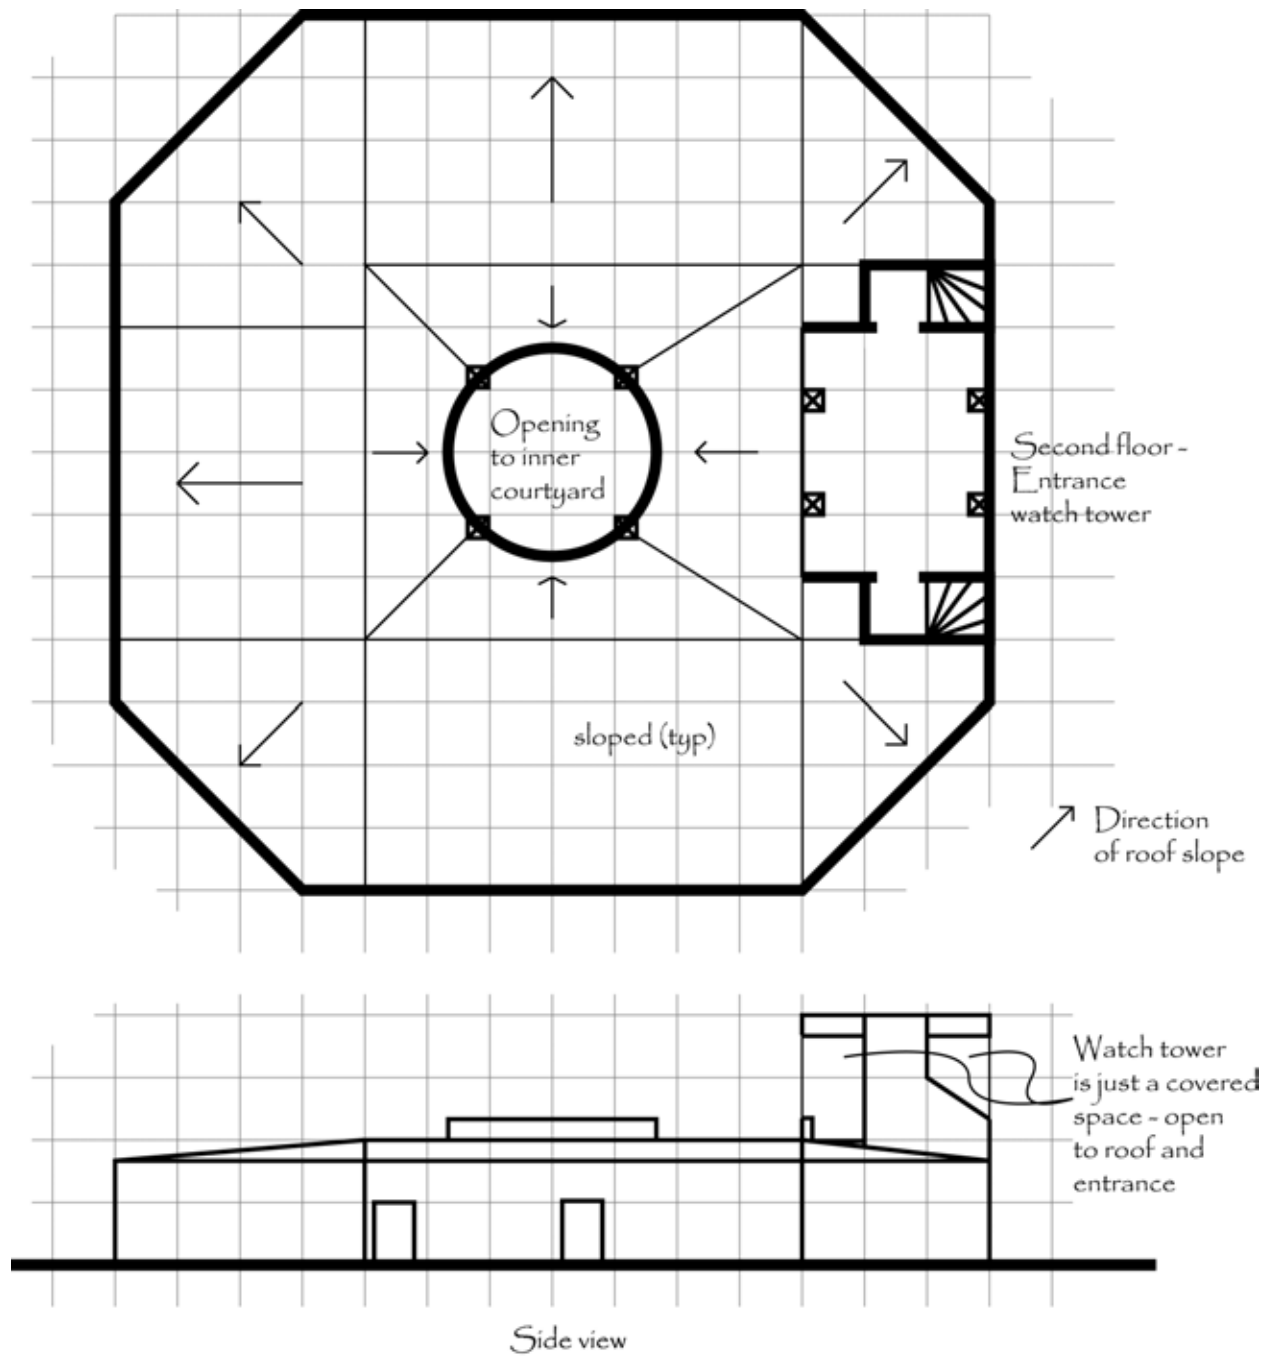 Opening
to inner
courtyard
Second floor -
Entrance
watch tower
sloped (typ)
Direction
of roof slope
Watch tower
is just a covered
space - open
to roof and
entrance
Side view